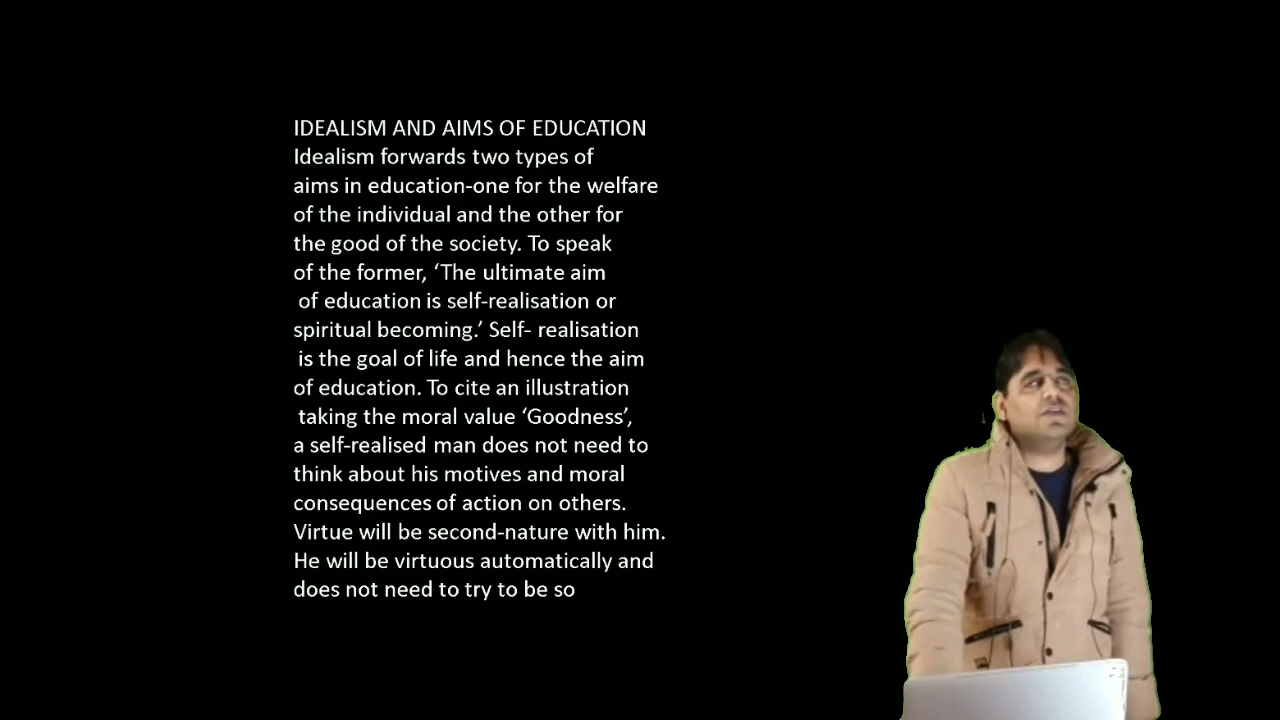 IDEALISM AND AIMS OF EDUCATION
Idealism forwards two types of
aims in education-one for the welfare
of the individual and the other for
the good of the society. To speak
of the former, ‘The ultimate aim
of education is self-realisation or
spiritual becoming.’ Self- realisation
is the goal of life and hence the aim
of education. To cite an illustration
taking the moral value ‘Goodness’,
a self-realised man does not need to
think about his motives and moral
consequences of action on others.
Virtue will be second-nature with him.
He will be virtuous automatically and
does not need to try to be so